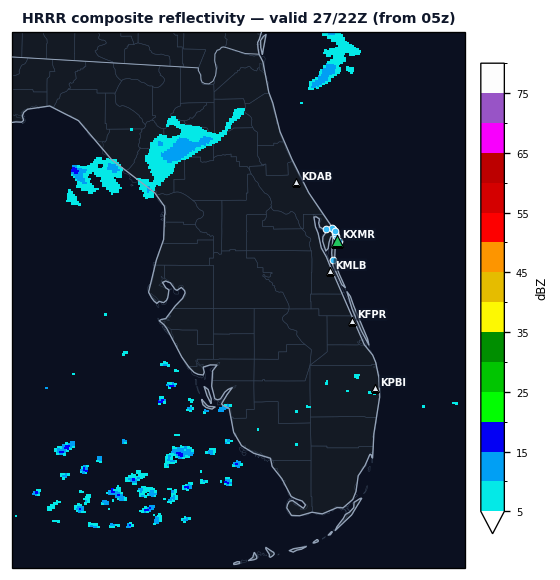 HRRR composite reflectivity — valid 27/22Z (from 05z)
KDAB
KXMR
KMLB
KFPR
KPBI
75
65
55
45
35
25
15
5
dBZ